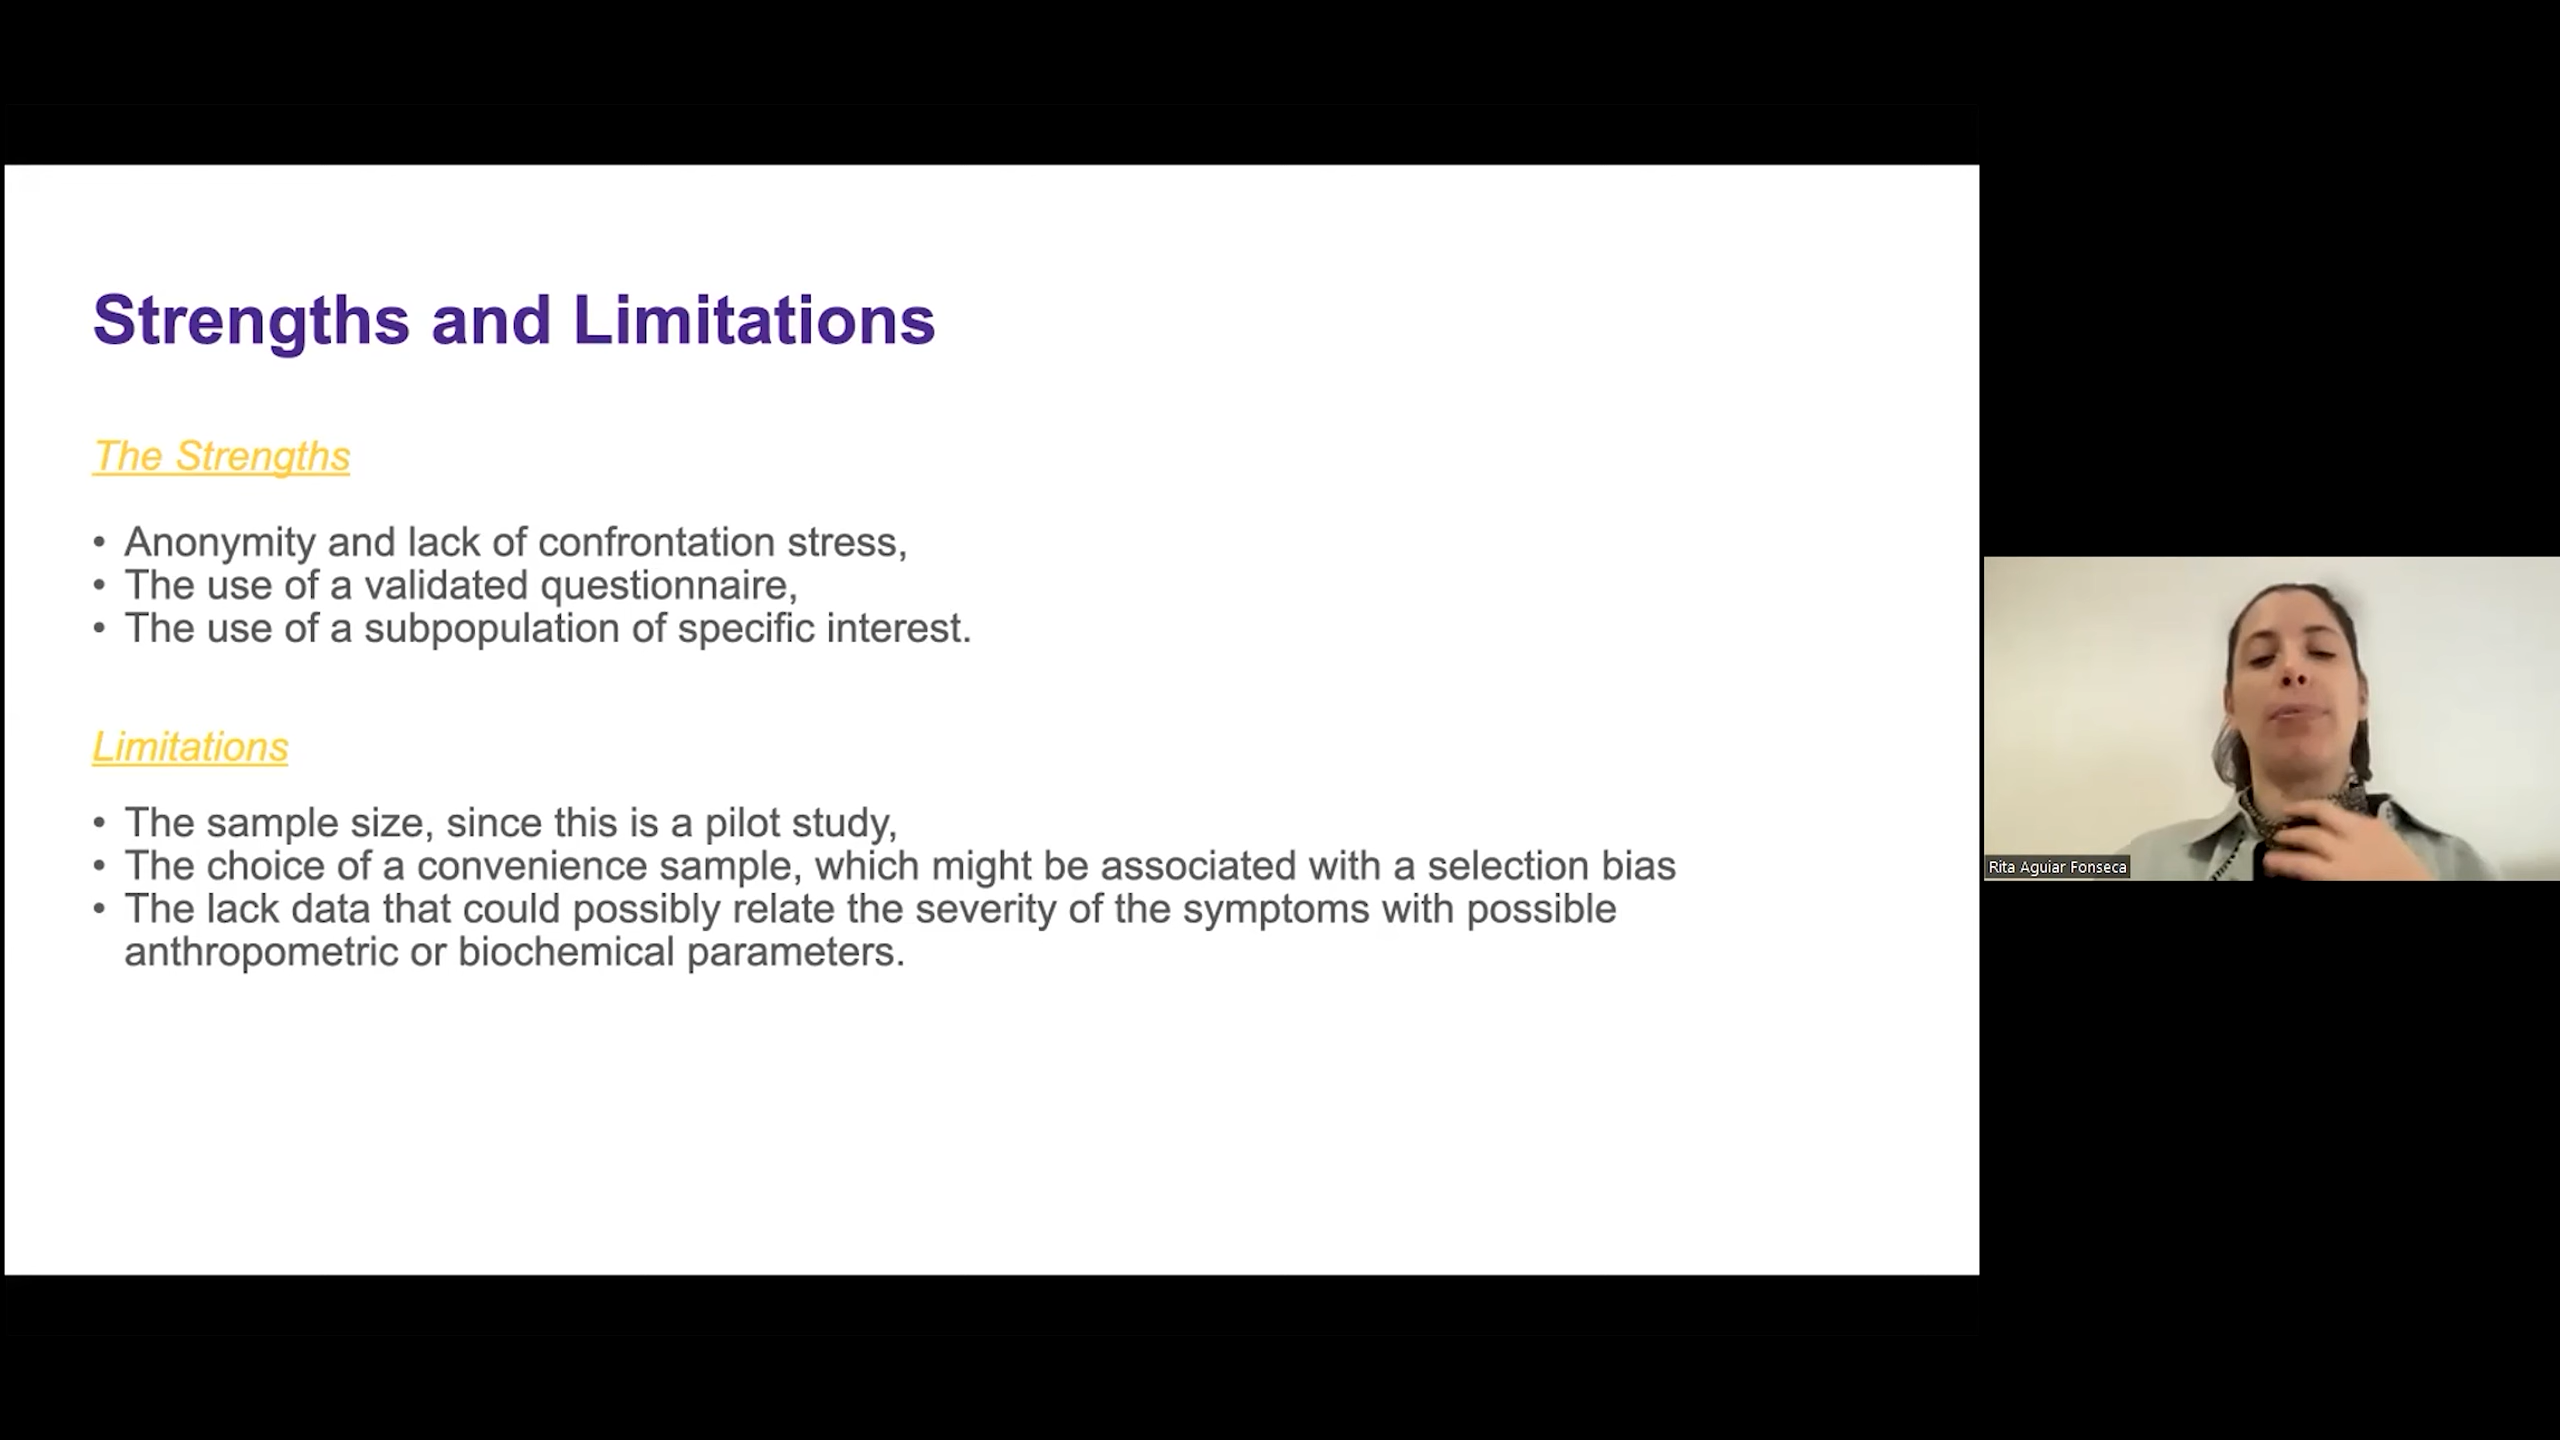 Strengths and Limitations
The Strengths
• Anonymity and lack of confrontation stress,
• The use of a validated questionnaire,
• The use of a subpopulation of specific interest.
Limitations
• The sample size, since this is a pilot study,
• The choice of a convenience sample, which might be associated with a selection bias
• The lack data that could possibly relate the severity of the symptoms with possible
anthropometric or biochemical parameters.
Rita Aguiar Fonseca